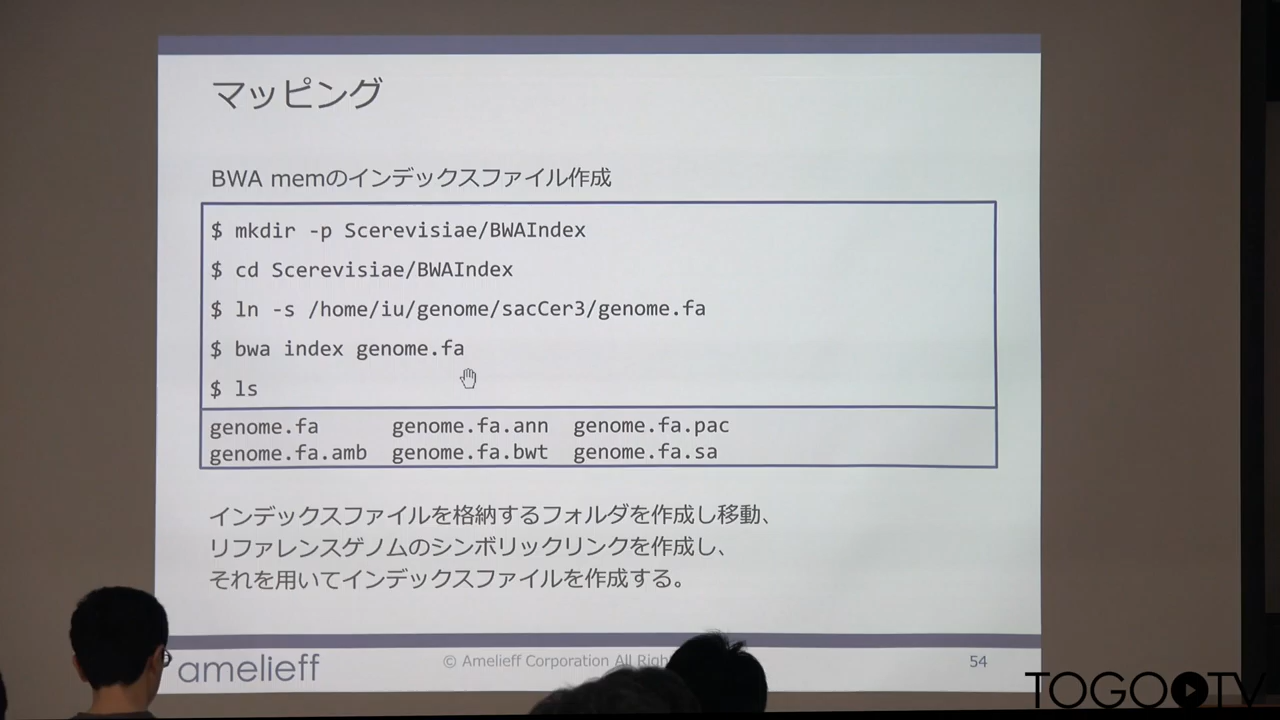 マッピング
BWA memのインデックスファイル作成
$ mkdir -p Scerevisiae/BWAIndex
$ cd Scerevisiae/BWAIndex
$ ln -s /home/iu/genome/sacCer3/genome.fa
$ bwa index genome.fa
$ ls
genome.fa genome.fa.ann genome.fa.pac
genome.fa.amb genome.fa.bwt genome.fa.sa
インデックスファイルを格納するフォルダを作成し移動、
リファレンスゲノムのシンボリックリンクを作成し、
それを用いてインデックスファイルを作成する。
amelieff
© Amelieff Corporation All
54
TOGOTV